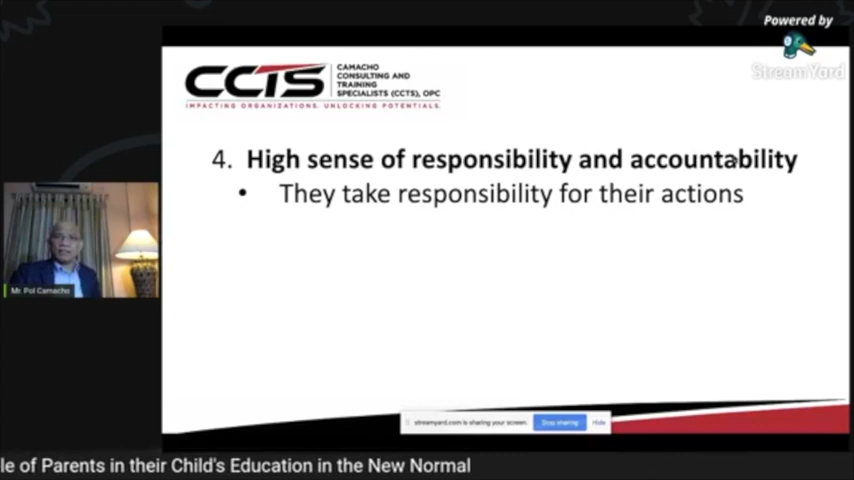 Powered by
StreamYard
CCTS
CAMACHO
CONSULTING AND
TRAINING
SPECIALISTS (CCTS), OPC
IMPACTING ORGANIZATIONS. UNLOCKING POTENTIALS.
4. High sense of responsibility and accountability
• They take responsibility for their actions
Mr. Pol Camacho
streamyard.com is sharing your screen. Stop sharing Hide
le of Parents in their Child's Education in the New Normal